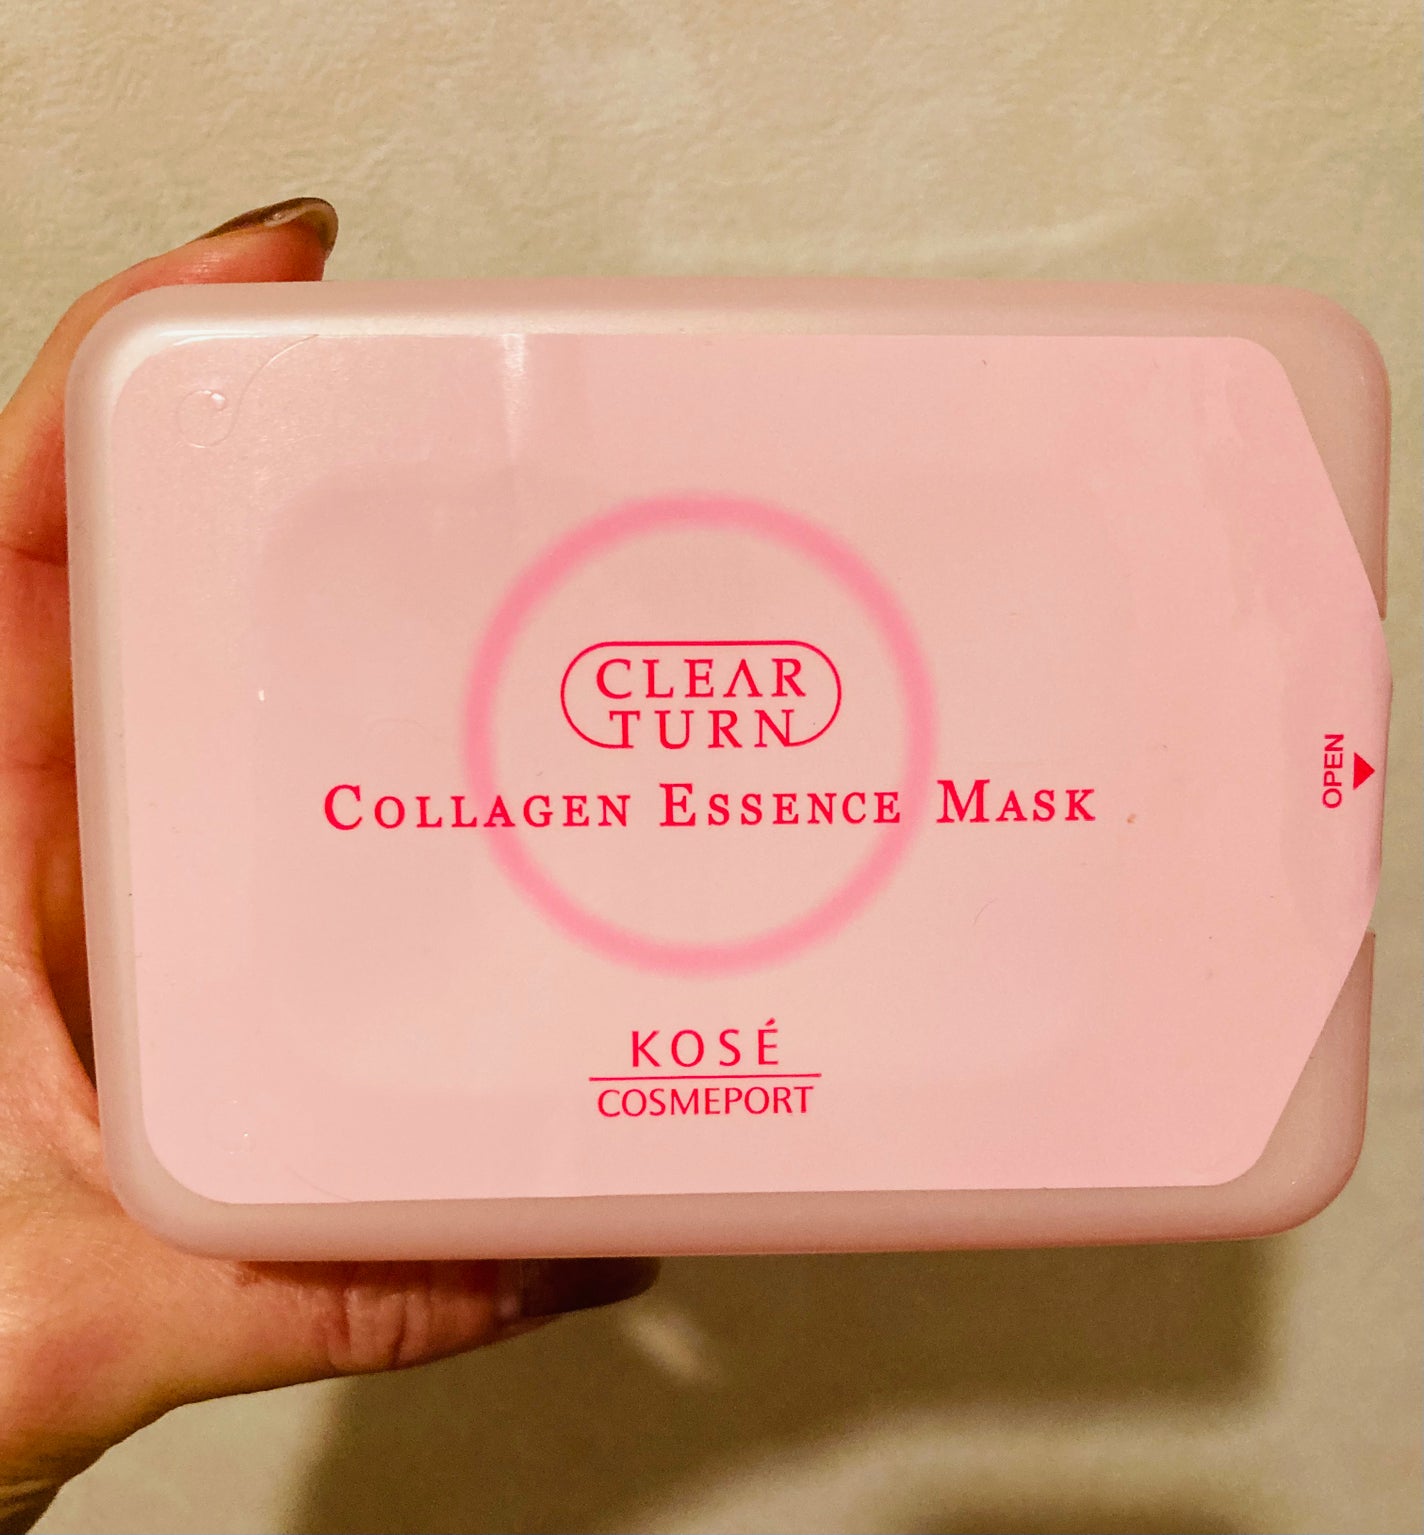 CLEAR
TURN
COLLAGEN ESSENCE MASK
OPEN
KOSÉ
COSMEPORT